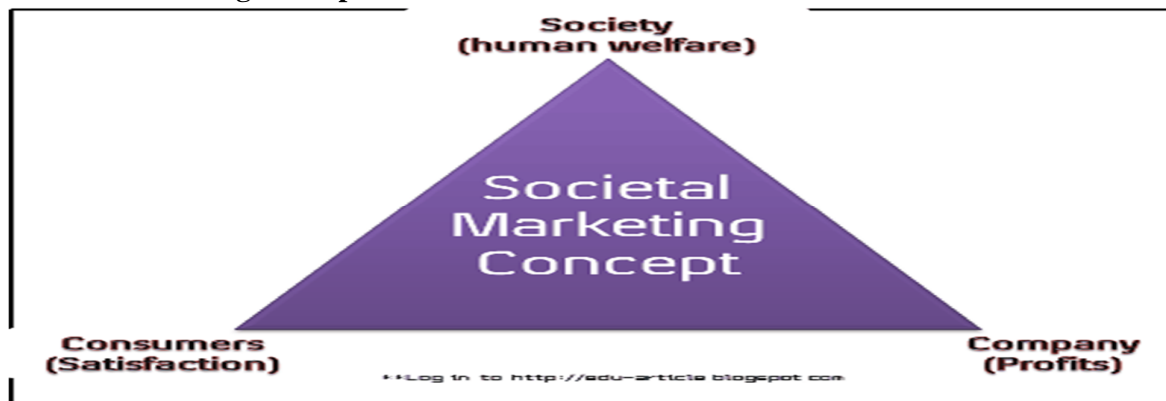 Society
(human welfare)
Societal
Marketing
Concept
Consumers
(Satisfaction)
Company
(Profits)
**Log in to http://edu-article.blogspot.com